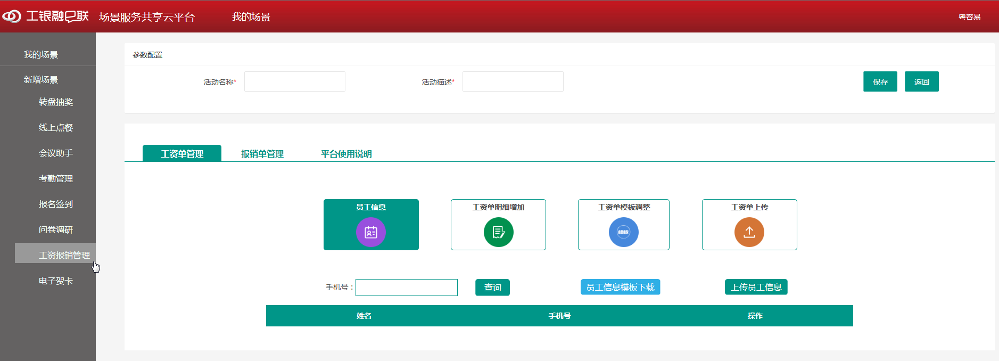 工银融e联 场景服务共享云平台 我的场景 粤容易
我的场景
新增场景
转盘抽奖
线上点餐
会议助手
考勤管理
报名签到
问卷调研
工资报销管理
电子贺卡
参数配置
活动名称* 活动描述* 保存 返回
工资单管理 报销单管理 平台使用说明
员工信息 工资单明细增加 工资单模板调整 工资单上传
模板
手机号： 查询 员工信息模板下载 上传员工信息
姓名 手机号 操作